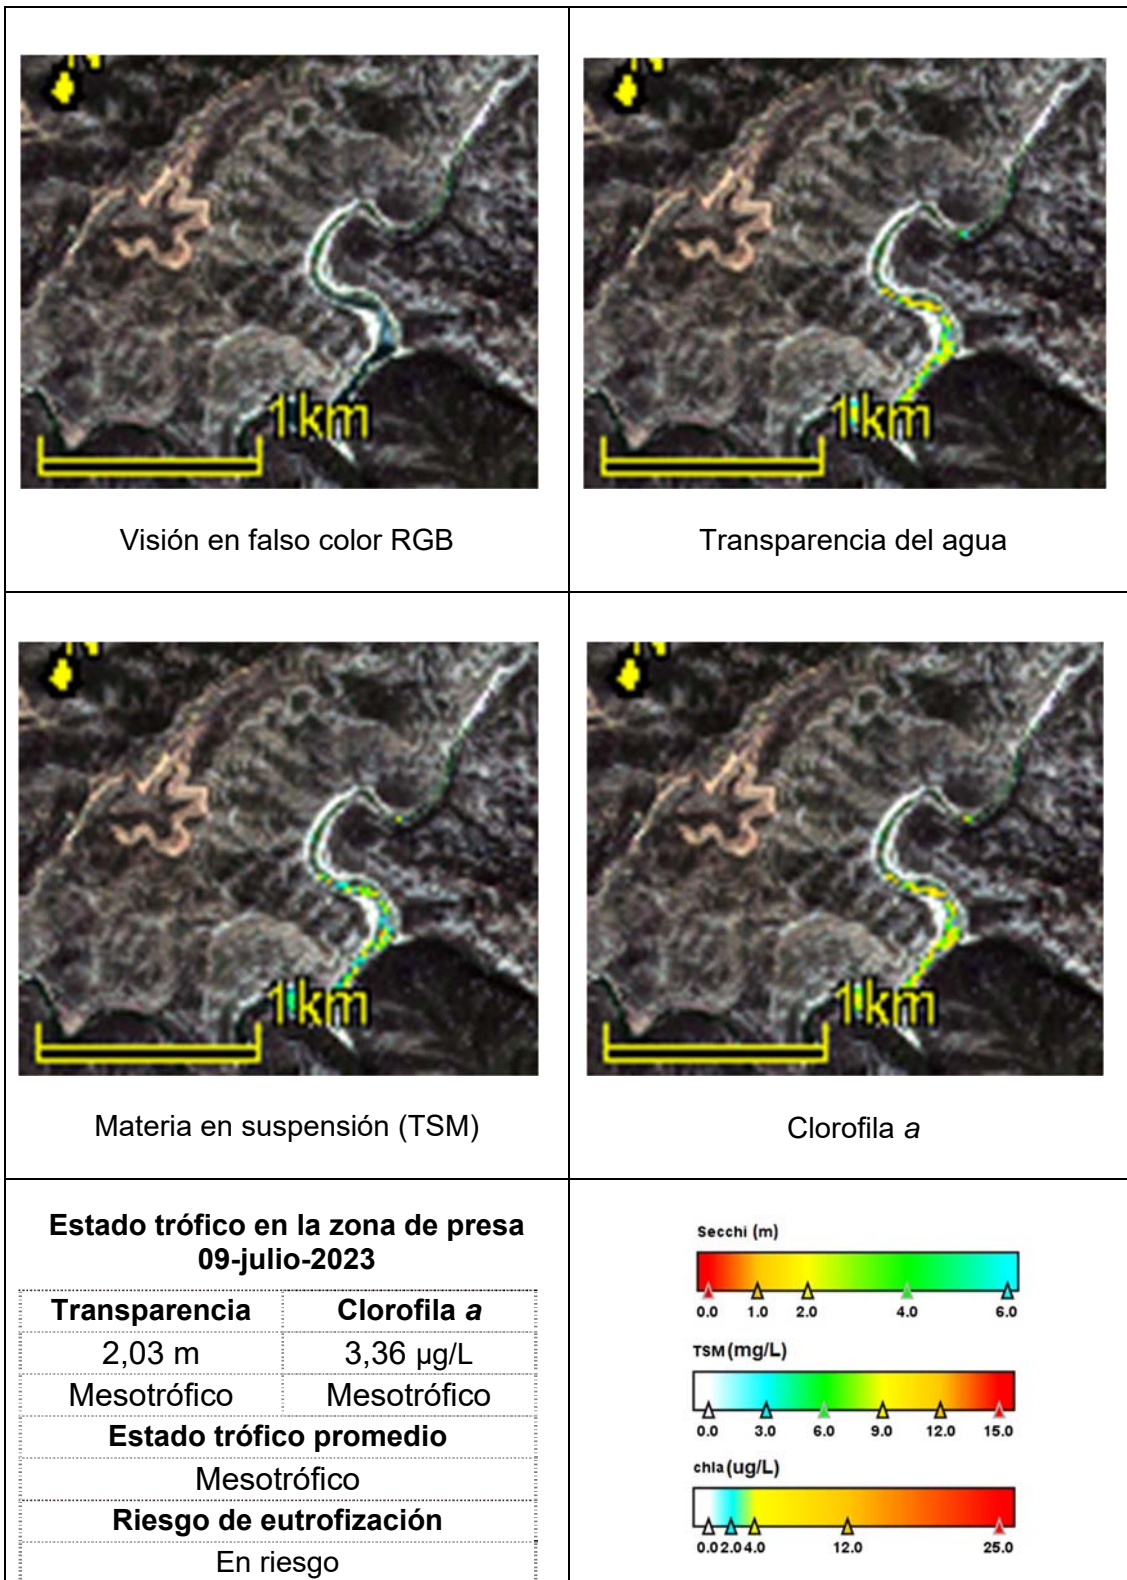 N
1km
Visión en falso color RGB
N
1km
Transparencia del agua
N
1km
Materia en suspensión (TSM)
N
1km
Clorofila a
Estado trófico en la zona de presa
09-julio-2023
Transparencia Clorofila a
2,03 m 3,36 µg/L
Mesotrófico Mesotrófico
Estado trófico promedio
Mesotrófico
Riesgo de eutrofización
En riesgo
Secchi (m)
0.0 1.0 2.0 4.0 6.0
TSM (mg/L)
0.0 3.0 6.0 9.0 12.0 15.0
chla (ug/L)
0.0 2.0 4.0 12.0 25.0